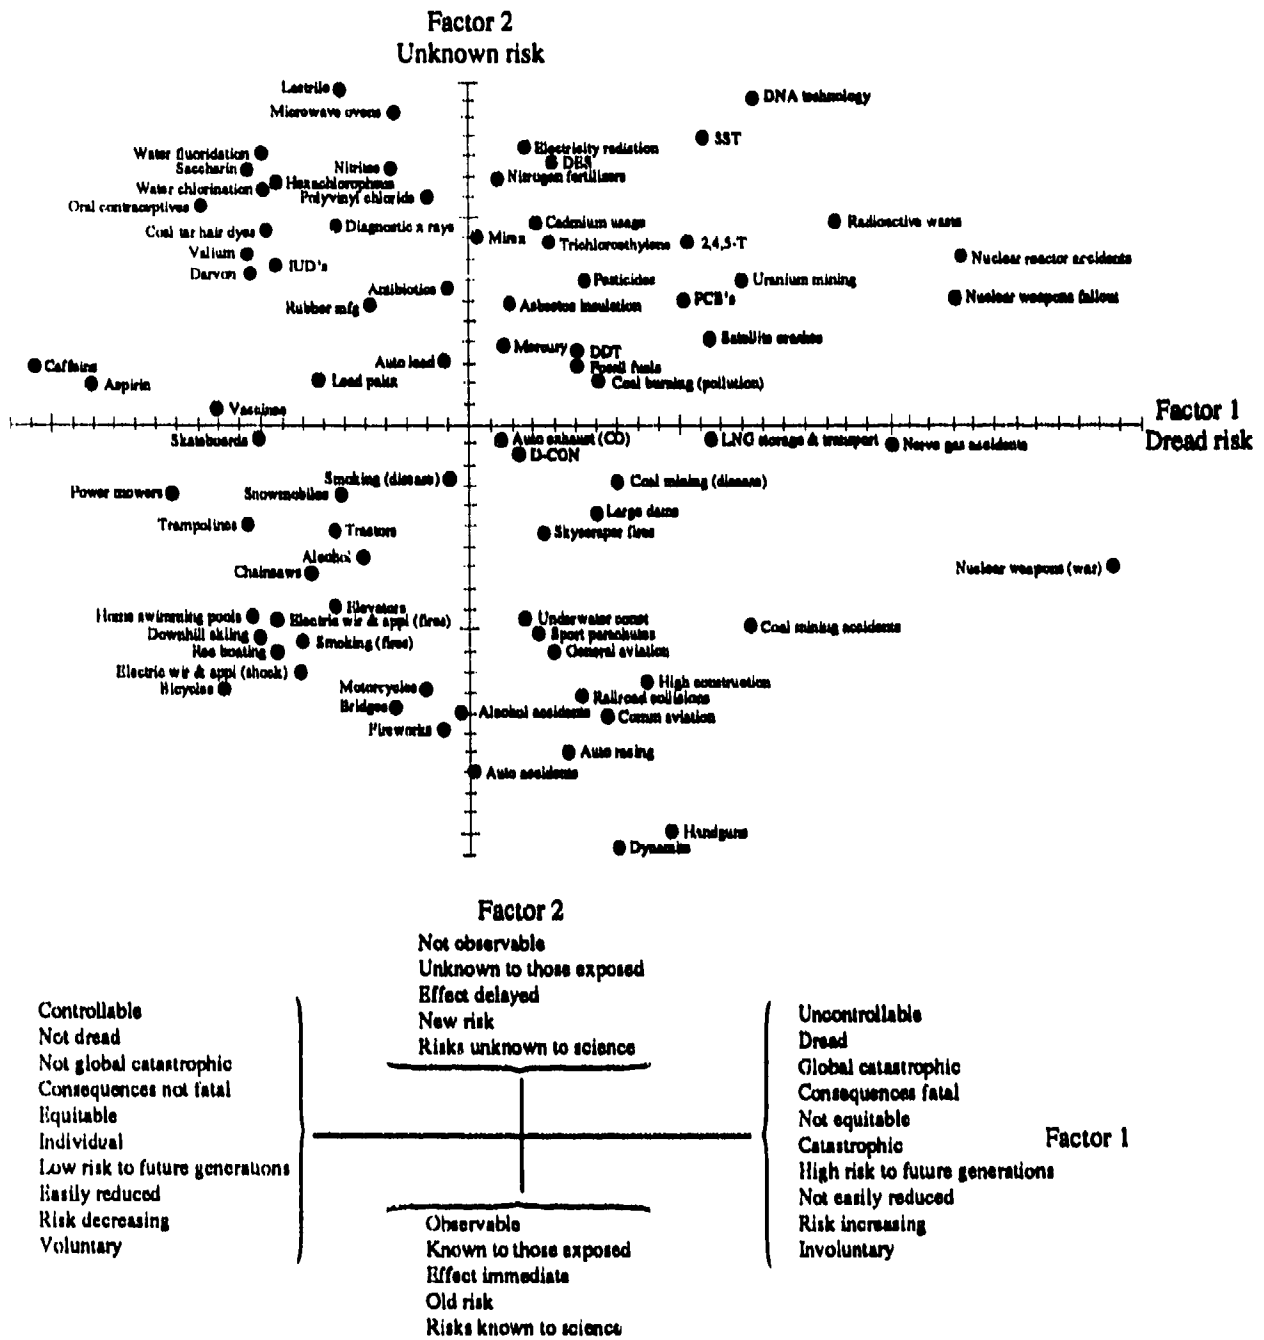 Factor 2
Unknown risk
Laetrile
DNA technology
Microwave ovens
SST
Water fluoridation
Electricity radiation
Saccharin
Nitrites
DES
Water chlorination
Hexachlorophene
Nitrogen fertilizers
Oral contraceptives
Polyvinyl chloride
Coal tar hair dyes
Diagnostic x rays
Mirex
Cadmium usage
Trichloroethylene
2,4,5-T
Radioactive waste
Valium
Darvon
IUD's
Nuclear reactor accidents
Antibiotics
Pesticides
Uranium mining
Rubber mfg
Asbestos insulation
PCB's
Nuclear weapons fallout
Satellite crashes
Auto lead
Mercury
DDT
Fossil fuels
Caffeine
Aspirin
Lead paint
Coal burning (pollution)
Vaccines
Factor 1
Dread risk
Skateboards
Auto exhaust (CO)
LNG storage & transport
Nerve gas accidents
D-CON
Smoking (disease)
Coal mining (disease)
Power mowers
Snowmobiles
Large dams
Trampolines
Tractors
Skyscraper fires
Alcohol
Chainsaws
Nuclear weapons (war)
Elevators
Home swimming pools
Electric wir & appl (fires)
Underwater const
Coal mining accidents
Downhill skiing
Smoking (fires)
Sport parachutes
Rec boating
General aviation
Electric wir & appl (shock)
High construction
Bicycles
Motorcycles
Railroad collisions
Bridges
Alcohol accidents
Comm aviation
Fireworks
Auto racing
Auto accidents
Handguns
Dynamite
Factor 2
Not observable
Unknown to those exposed
Effect delayed
New risk
Risks unknown to science
Controllable
Not dread
Not global catastrophic
Consequences not fatal
Equitable
Individual
Low risk to future generations
Easily reduced
Risk decreasing
Voluntary
Uncontrollable
Dread
Global catastrophic
Consequences fatal
Not equitable
Catastrophic
High risk to future generations
Not easily reduced
Risk increasing
Involuntary
Factor 1
Observable
Known to those exposed
Effect immediate
Old risk
Risks known to science